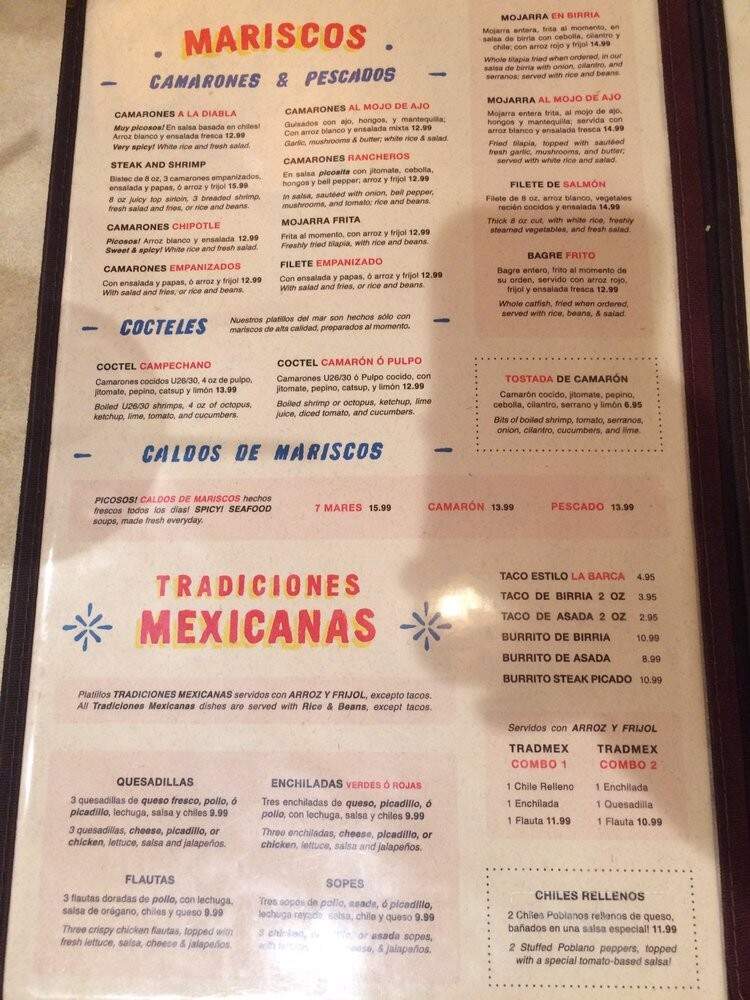 MARISCOS
CAMARONES & PESCADOS
CAMARONES A LA DIABLA
Muy picosos! En salsa basada en chiles!
Arroz blanco y ensalada fresca 12.99
Very spicy! White rice and fresh salad.
STEAK AND SHRIMP
Bistec de 8 oz, 3 camarones empanizados,
ensalada y papas, ó arroz y frijol 15.99
8 oz juicy top sirloin, 3 breaded shrimp,
fresh salad and fries, or rice and beans.
CAMARONES CHIPOTLE
Picosos! Arroz blanco y ensalada 12.99
Sweet & spicy! White rice and fresh salad.
CAMARONES EMPANIZADOS
Con ensalada y papas, ó arroz y frijol 12.99
With salad and fries, or rice and beans.
CAMARONES AL MOJO DE AJO
Guisados con ajo, hongos, y mantequilla;
Con arroz blanco y ensalada mixta 12.99
Garlic, mushrooms & butter; white rice & salad.
CAMARONES RANCHEROS
En salsa picosita con jitomate, cebolla,
hongos y bell pepper; arroz y frijol 12.99
In salsa, sautéed with onion, bell pepper,
mushrooms, and tomato; rice and beans.
MOJARRA FRITA
Frita al momento, con arroz y frijol 12.99
Freshly fried tilapia, with rice and beans.
FILETE EMPANIZADO
Con ensalada y papas, ó arroz y frijol 12.99
With salad and fries, or rice and beans.
MOJARRA EN BIRRIA
Mojarra entera, frita al momento, en
salsa de birria con cebolla, cilantro y
chile; con arroz rojo y frijol 14.99
Whole tilapia fried when ordered, in our
salsa de birria with onion, cilantro, and
serranos; served with rice and beans.
MOJARRA AL MOJO DE AJO
Mojarra entera frita, al mojo de ajo,
hongos y mantequilla; servida con
arroz blanco y ensalada fresca 14.99
Fried tilapia, topped with sautéed
fresh garlic, mushrooms, and butter;
served with white rice and salad.
FILETE DE SALMÓN
Filete de 8 oz, arroz blanco, vegetales
recién cocidos y ensalada 14.99
Thick 8 oz cut, with white rice, freshly
steamed vegetables, and fresh salad.
BAGRE FRITO
Bagre entero, frito al momento de
su orden, servido con arroz rojo,
frijol y ensalada fresca 12.99
Whole catfish, fried when ordered,
served with rice, beans, & salad.
COCTELES
Nuestros platillos del mar son hechos sólo con
mariscos de alta calidad, preparados al momento.
COCTEL CAMPECHANO
Camarones cocidos U26/30, 4 oz de pulpo,
jitomate, pepino, catsup y limón 13.99
Boiled U26/30 shrimps, 4 oz of octopus,
ketchup, lime, tomato, and cucumbers.
COCTEL CAMARÓN Ó PULPO
Camarones U26/30 ó Pulpo cocido, con
jitomate, pepino, catsup, y limón 12.99
Boiled shrimp or octopus, ketchup, lime
juice, diced tomato, and cucumbers.
TOSTADA DE CAMARÓN
Camarón cocido, jitomate, pepino,
cebolla, cilantro, serrano y limón 6.95
Bits of boiled shrimp, tomato, serranos,
onion, cilantro, cucumbers, and lime.
CALDOS DE MARISCOS
PICOSOS! CALDOS DE MARISCOS hechos
frescos todos los días! SPICY! SEAFOOD
soups, made fresh everyday.
7 MARES 15.99 CAMARÓN 13.99 PESCADO 13.99
TRADICIONES
MEXICANAS
Platillos TRADICIONES MEXICANAS servidos con ARROZ Y FRIJOL, excepto tacos.
All Tradiciones Mexicanas dishes are served with Rice & Beans, except tacos.
QUESADILLAS
3 quesadillas de queso fresco, pollo, ó
picadillo, lechuga, salsa y chiles 9.99
3 quesadillas, cheese, picadillo, or
chicken, lettuce, salsa and jalapeños.
ENCHILADAS VERDES Ó ROJAS
Tres enchiladas de queso, picadillo, ó
pollo, con lechuga, salsa y chiles 9.99
Three enchiladas, cheese, picadillo, or
chicken, lettuce, salsa and jalapeños.
FLAUTAS
3 flautas doradas de pollo, con lechuga,
salsa de orégano, chiles y queso 9.99
Three crispy chicken flautas, topped with
fresh lettuce, salsa, cheese & jalapeños.
SOPES
Tres sopes de pollo, asada, ó picadillo,
lechuga rayada, salsa, chile y queso 9.99
3 chicken, or asada sopes,
& jalapeños.
TACO ESTILO LA BARCA 4.95
TACO DE BIRRIA 2 OZ 3.95
TACO DE ASADA 2 OZ 2.95
BURRITO DE BIRRIA 10.99
BURRITO DE ASADA 8.99
BURRITO STEAK PICADO 10.99
Servidos con ARROZ Y FRIJOL
TRADMEX
COMBO 1
1 Chile Relleno
1 Enchilada
1 Flauta 11.99
TRADMEX
COMBO 2
1 Enchilada
1 Quesadilla
1 Flauta 10.99
CHILES RELLENOS
2 Chiles Poblanos rellenos de queso,
bañados en una salsa especial! 11.99
2 Stuffed Poblano peppers, topped
with a special tomato-based salsa!